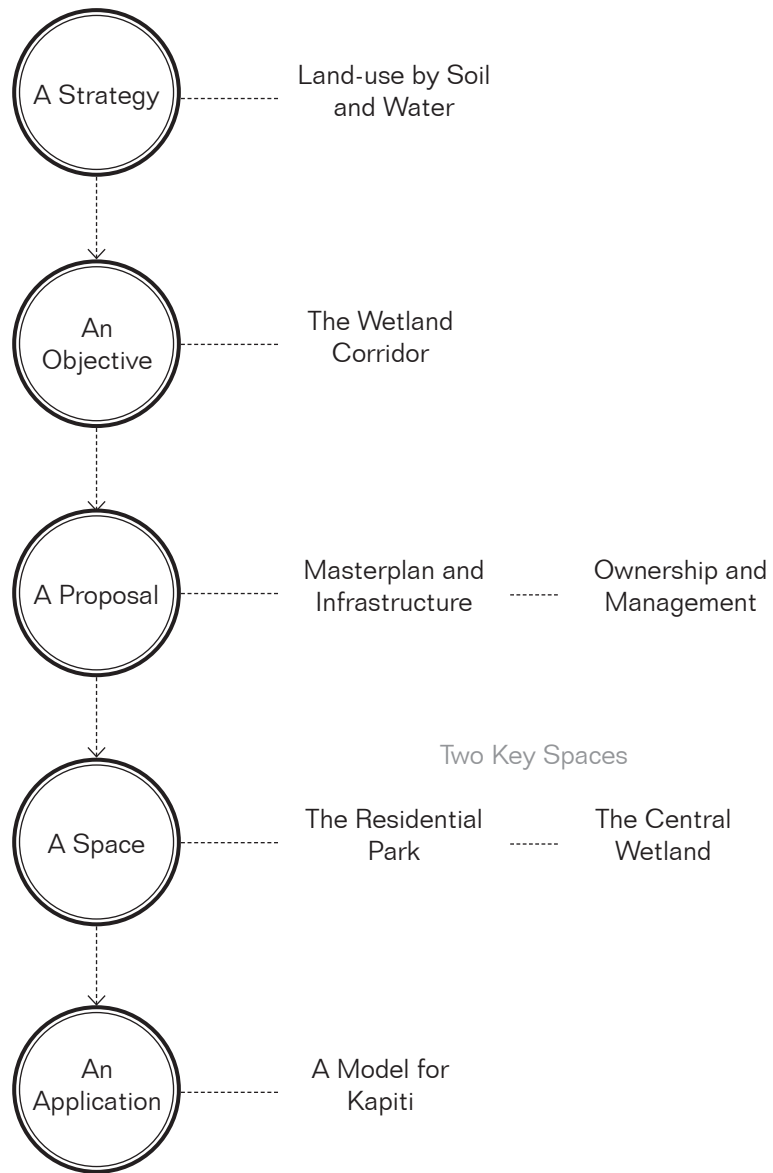 A Strategy
Land-use by Soil
and Water
An
Objective
The Wetland
Corridor
A Proposal
Masterplan and
Infrastructure
Ownership and
Management
Two Key Spaces
A Space
The Residential
Park
The Central
Wetland
An
Application
A Model for
Kapiti